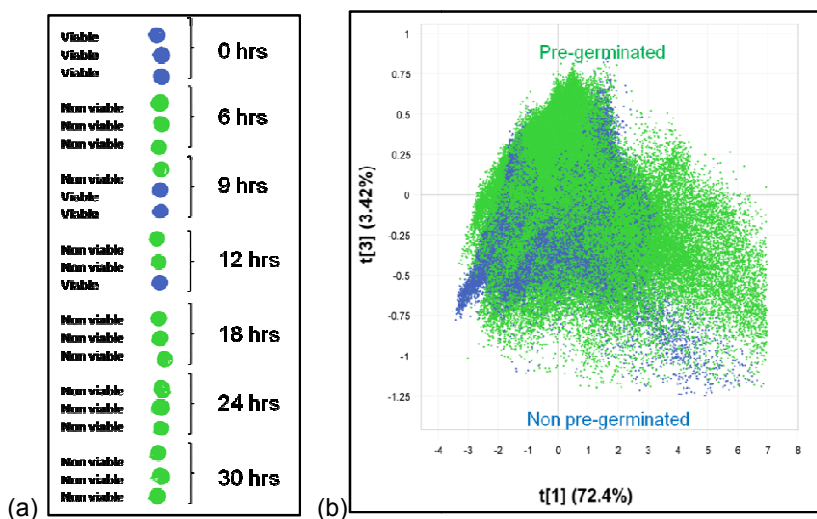 Viable
Viable
Viable
0 hrs
Non viable
Non viable
Non viable
6 hrs
Non viable
Viable
Viable
9 hrs
Non viable
Non viable
Viable
12 hrs
Non viable
Non viable
Non viable
18 hrs
Non viable
Non viable
Non viable
24 hrs
Non viable
Non viable
Non viable
30 hrs
(a)
(b)
Pre-germinated
1
0.75
0.5
0.25
0
-0.25
-0.5
-0.75
-1
-1.25
t[3] (3.42%)
Non pre-germinated
-4 -3 -2 -1 0 1 2 3 4 5 6 7 8
t[1] (72.4%)